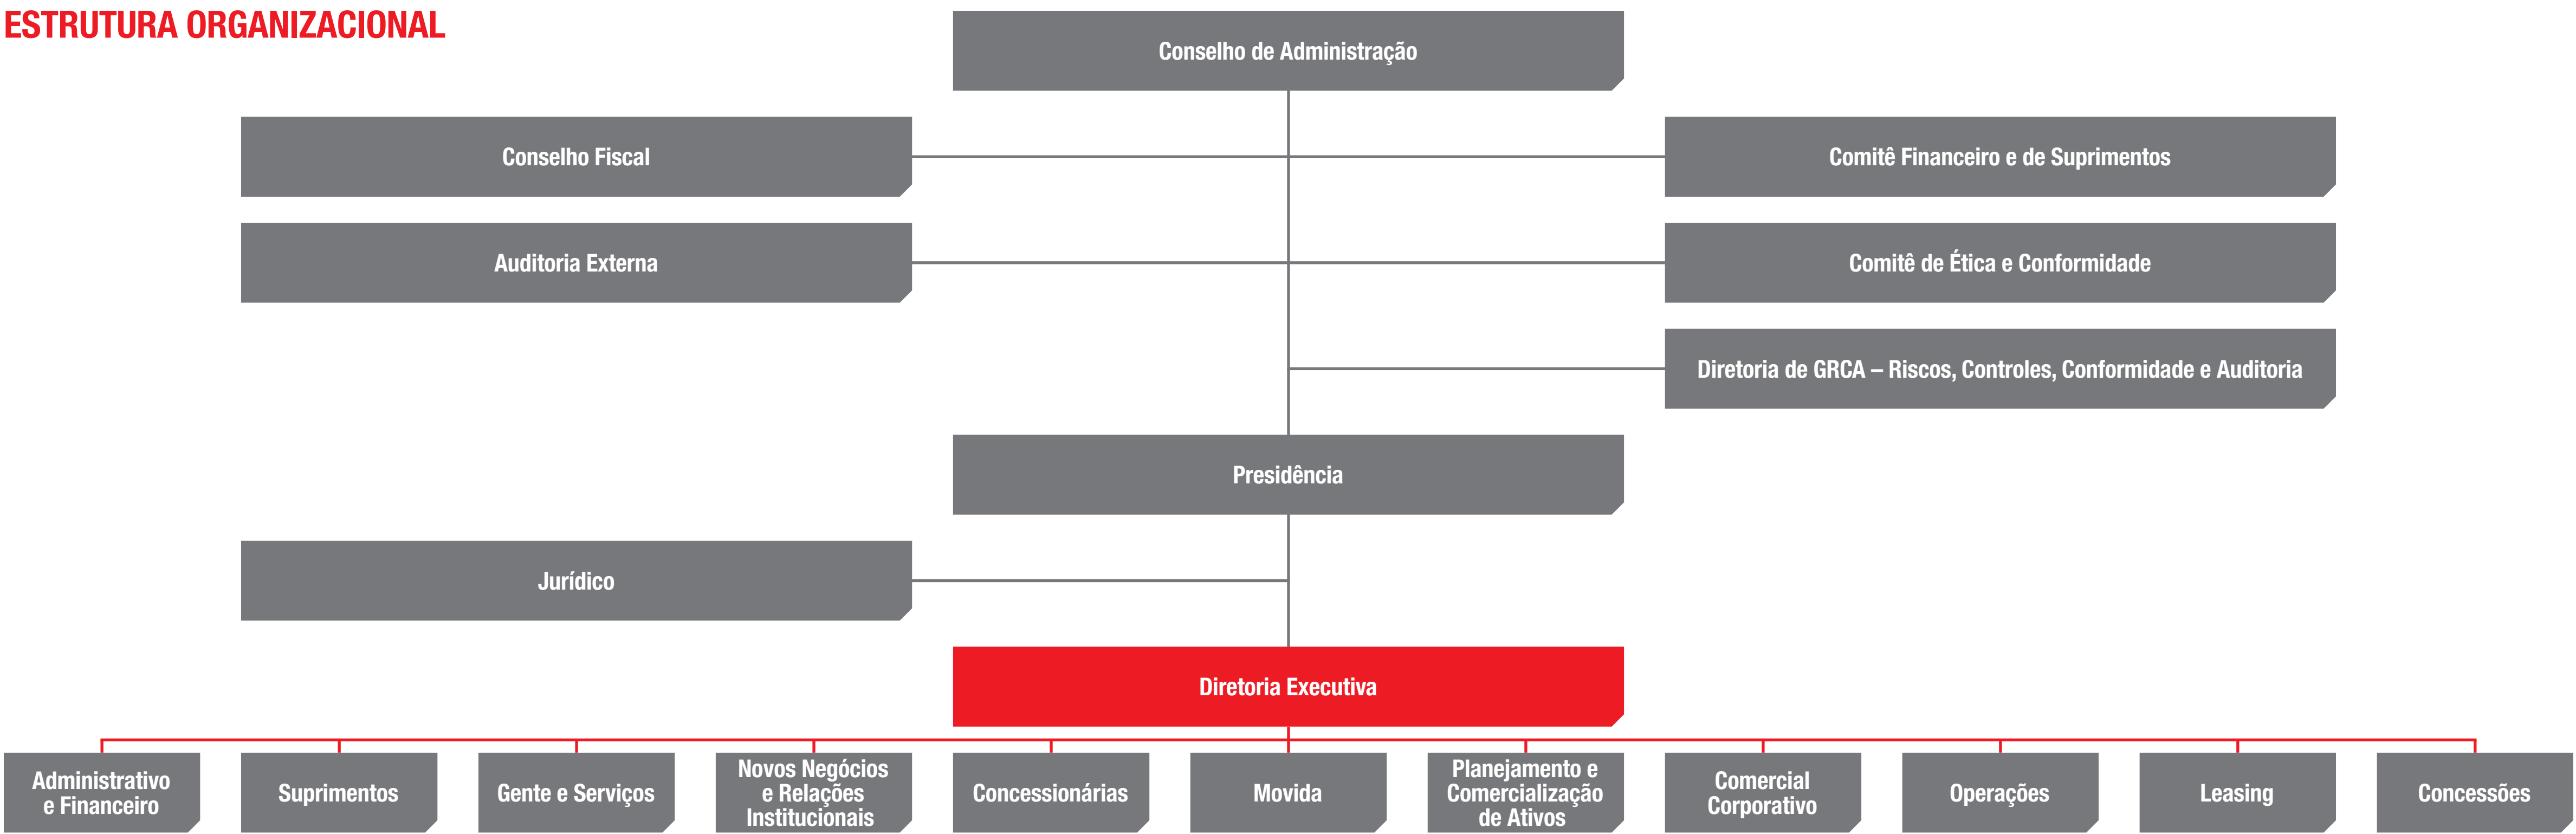 ESTRUTURA ORGANIZACIONAL
Conselho de Administração
Conselho Fiscal
Comitê Financeiro e de Suprimentos
Auditoria Externa
Comitê de Ética e Conformidade
Diretoria de GRCA – Riscos, Controles, Conformidade e Auditoria
Presidência
Jurídico
Diretoria Executiva
Administrativo
e Financeiro
Suprimentos
Gente e Serviços
Novos Negócios
e Relações
Institucionais
Concessionárias
Movida
Planejamento e
Comercialização
de Ativos
Comercial
Corporativo
Operações
Leasing
Concessões